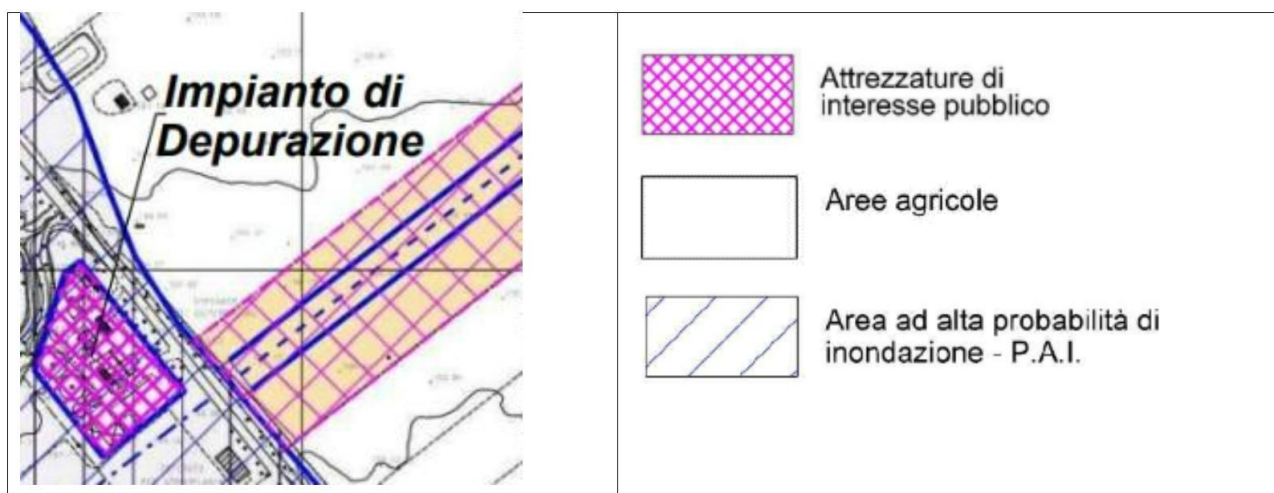 Impianto di
Depurazione
Attrezzature di
interesse pubblico
Aree agricole
Area ad alta probabilità di
inondazione - P.A.I.